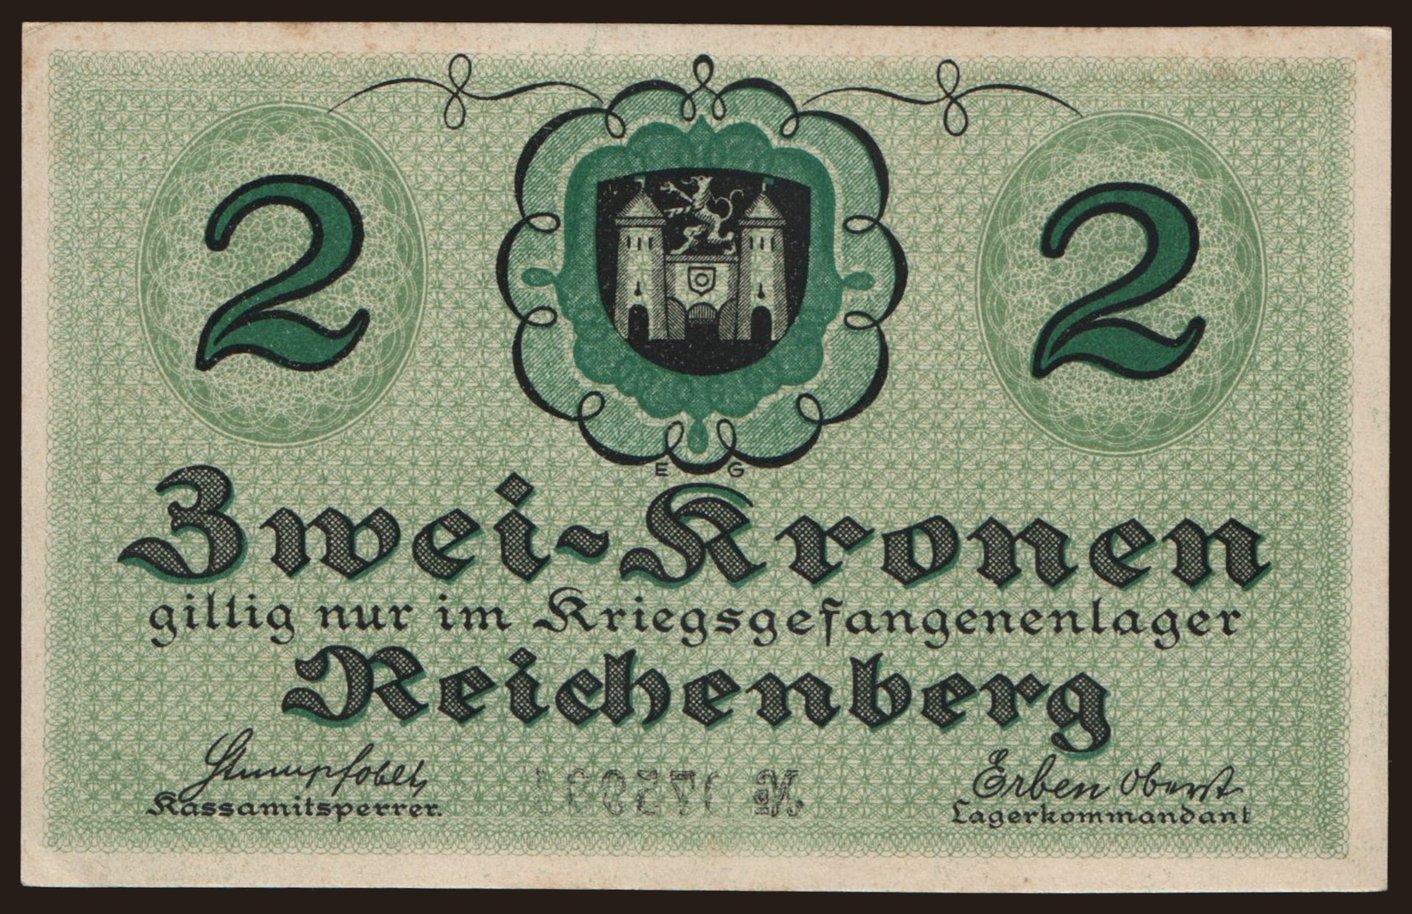 2 2
E G
Zwei-Kronen
giltig nur im Kriegsgefangenenlager
Reichenberg
Erben Oberst
Kassamitsperrer. Lagerkommandant